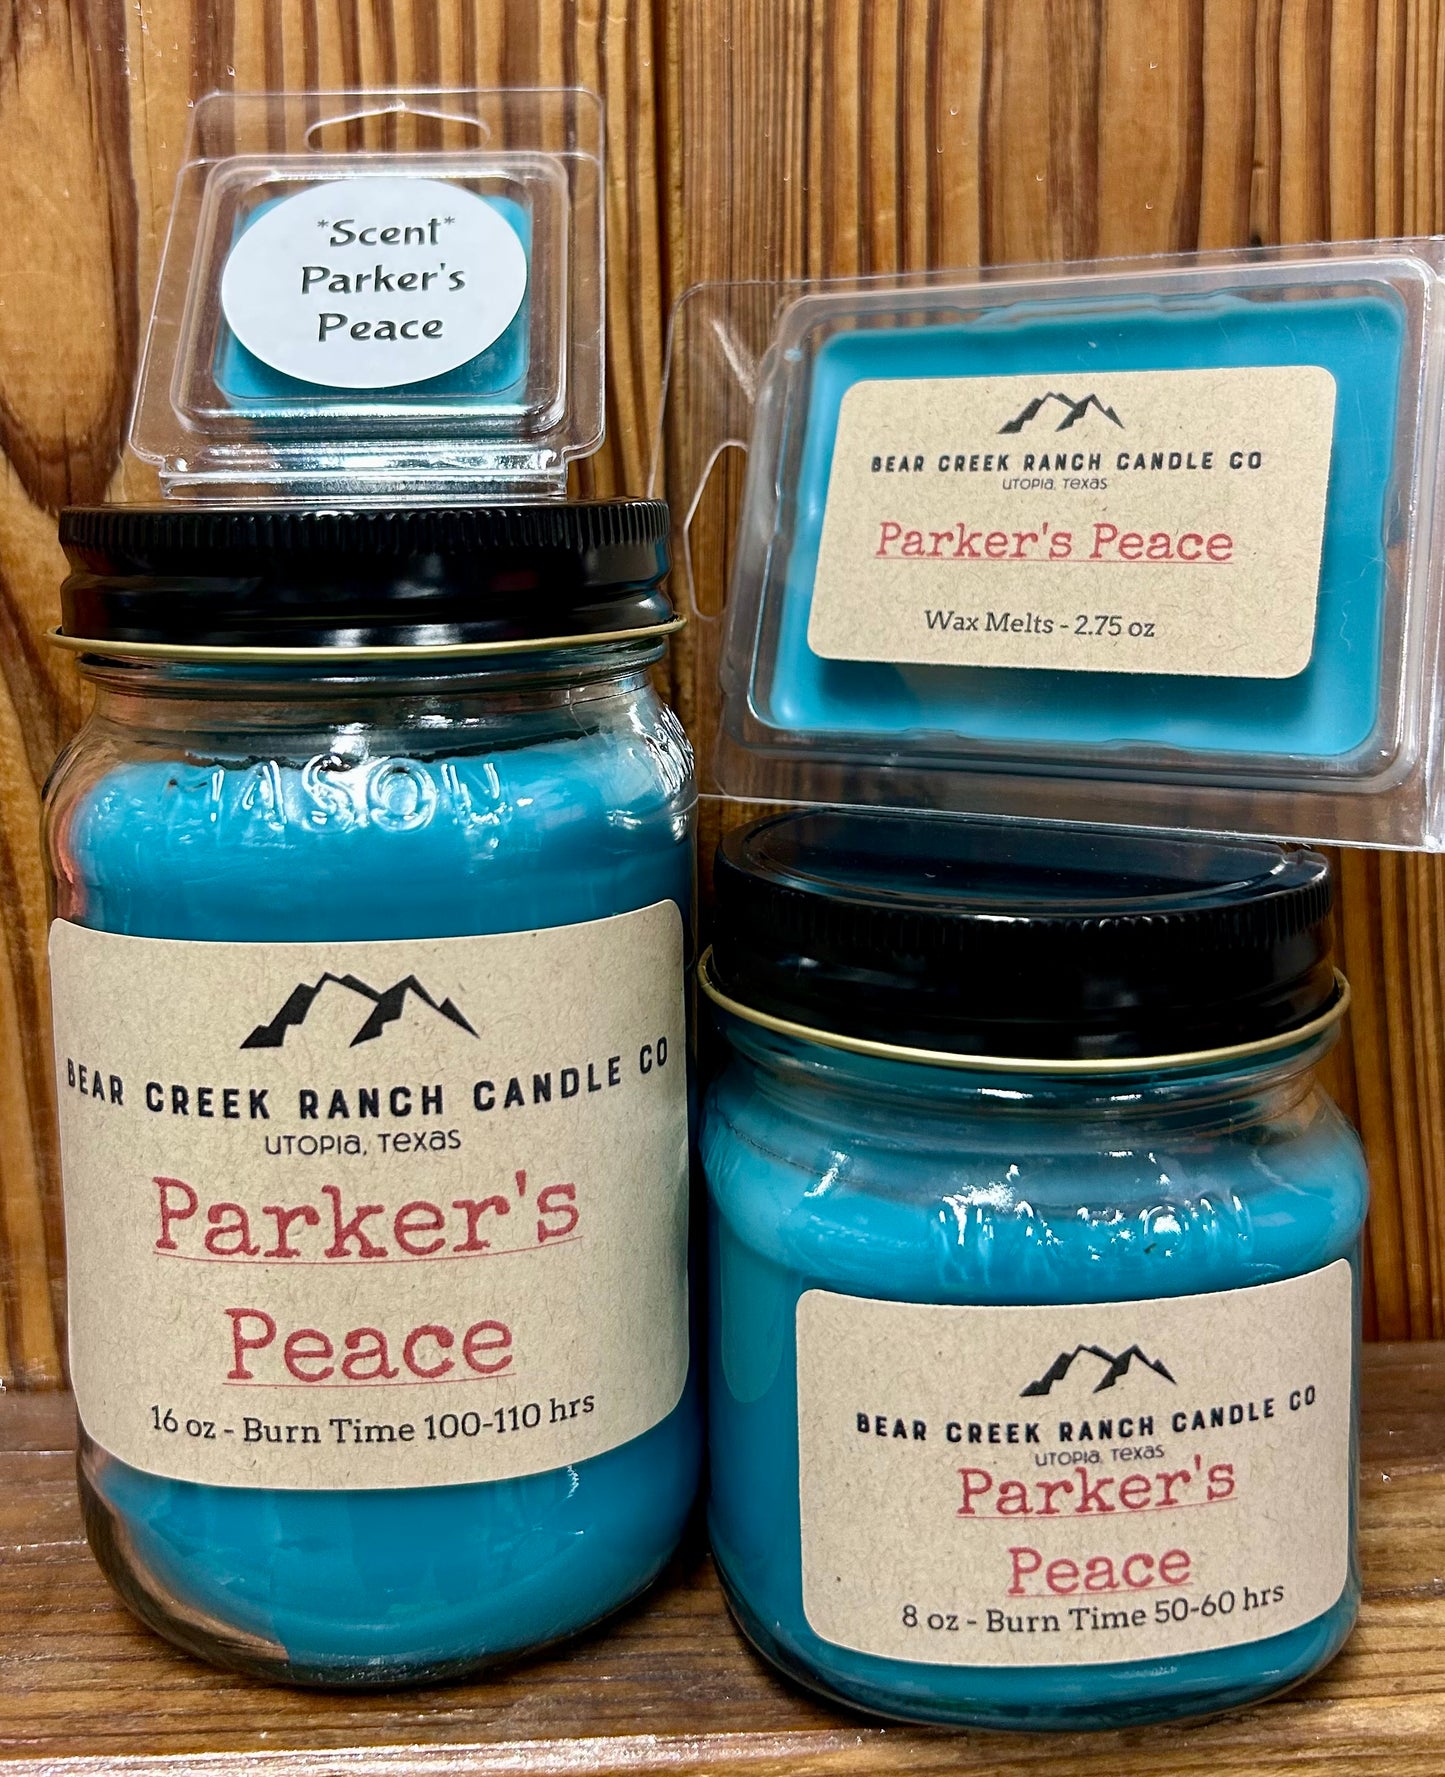 *Scent*
Parker's
Peace
BEAR CREEK RANCH CANDLE CO
UTOPIA, TEXAS
Parker's Peace
Wax Melts - 2.75 oz
MASON
BEAR CREEK RANCH CANDLE CO
UTOPIA, TEXAS
Parker's
Peace
16 oz - Burn Time 100-110 hrs
MASON
BEAR CREEK RANCH CANDLE CO
UTOPIA, TEXAS
Parker's
Peace
8 oz - Burn Time 50-60 hrs